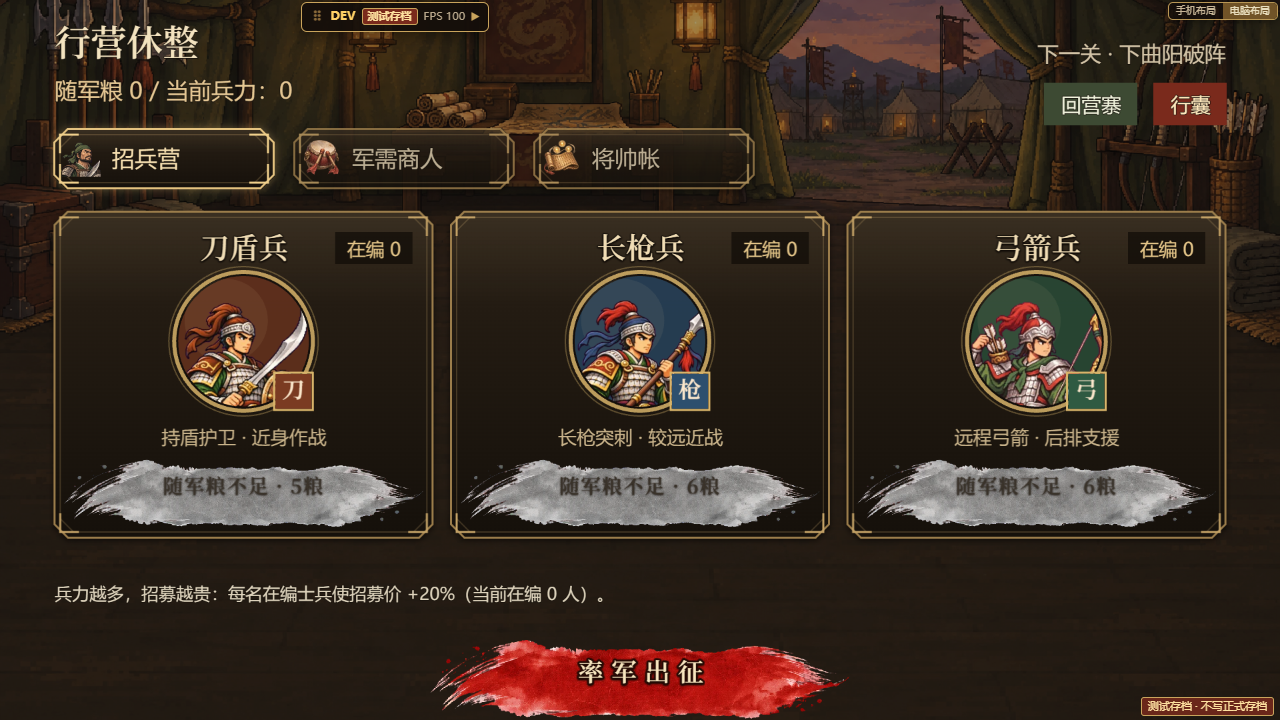 DEV 测试存档 FPS 100 ▶
手机布局 电脑布局
行营休整
随军粮 0 / 当前兵力：0
下一关 · 下曲阳破阵
回营寨 行囊
招兵营 军需商人 将帅帐
刀盾兵 在编 0
刀
持盾护卫 · 近身作战
随军粮不足 · 5粮
长枪兵 在编 0
枪
长枪突刺 · 较远近战
随军粮不足 · 6粮
弓箭兵 在编 0
弓
远程弓箭 · 后排支援
随军粮不足 · 6粮
兵力越多，招募越贵：每名在编士兵使招募价 +20%（当前在编 0 人）。
率军出征
测试存档 · 不写正式存档